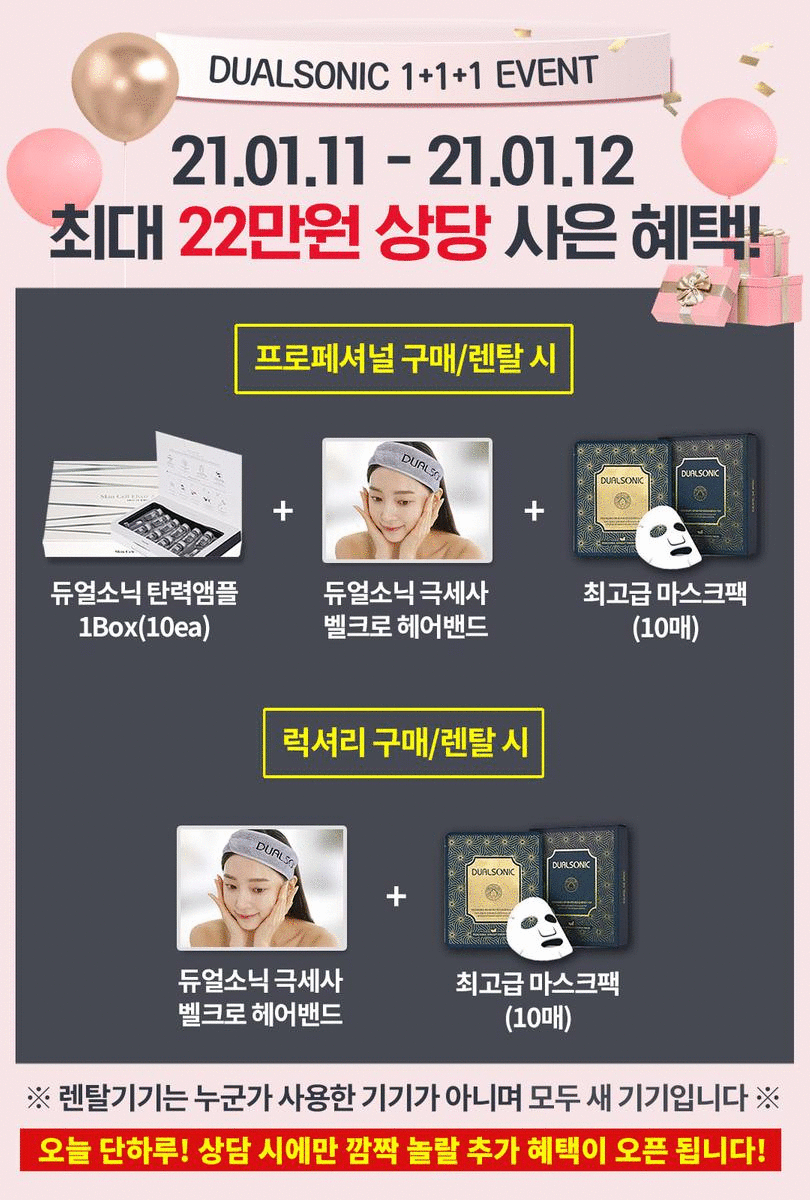 DUALSONIC 1+1+1 EVENT
21.01.11 - 21.01.12
최대 22만원 상당 사은 혜택!
프로페셔널 구매/렌탈 시
DUALSONIC
DUALSONIC
+
+
듀얼소닉 탄력앰플
1Box(10ea)
듀얼소닉 극세사
벨크로 헤어밴드
최고급 마스크팩
(10매)
럭셔리 구매/렌탈 시
DUALSONIC
DUALSONIC
+
듀얼소닉 극세사
벨크로 헤어밴드
최고급 마스크팩
(10매)
※ 렌탈기기는 누군가 사용한 기기가 아니며 모두 새 기기입니다 ※
오늘 단하루! 상담 시에만 깜짝 놀랄 추가 혜택이 오픈 됩니다!